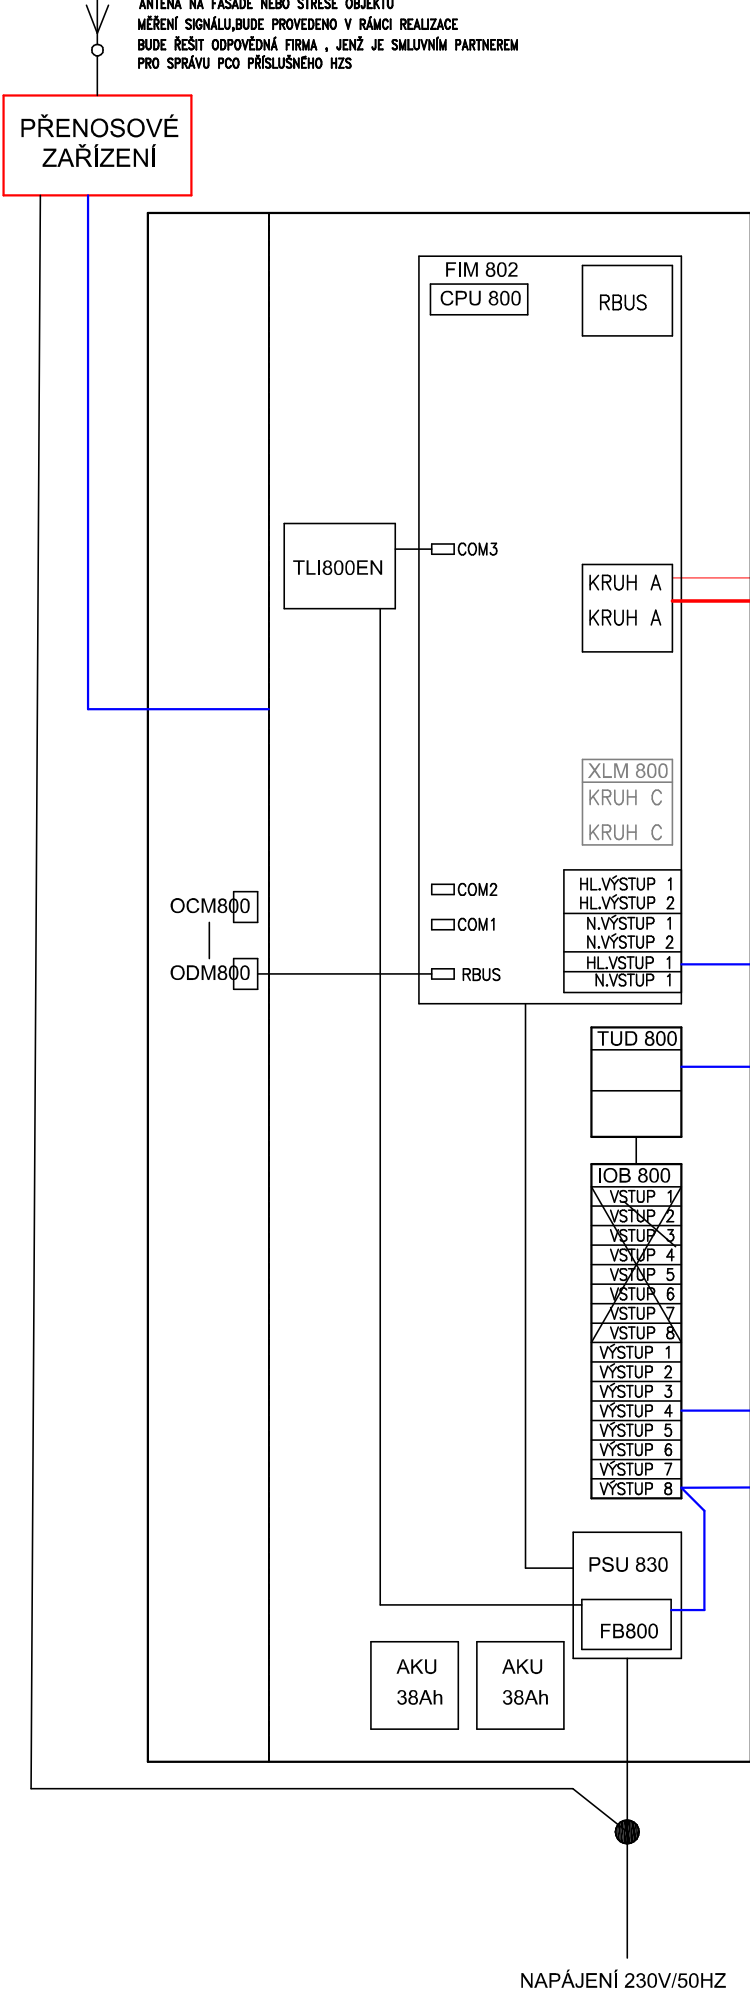 ANTÉNA NA FASÁDĚ NEBO STŘEŠE OBJEKTU
MĚŘENÍ SIGNÁLU,BUDE PROVEDENO V RÁMCI REALIZACE
BUDE ŘEŠIT ODPOVĚDNÁ FIRMA , JENŽ JE SMLUVNÍM PARTNEREM
PRO SPRÁVU PCO PŘÍSLUŠNÉHO HZS
PŘENOSOVÉ
ZAŘÍZENÍ
FIM 802
CPU 800
RBUS
TLI800EN
COM3
KRUH A
KRUH A
XLM 800
KRUH C
KRUH C
OCM800
ODM800
COM2
COM1
RBUS
HL.VÝSTUP 1
HL.VÝSTUP 2
N.VÝSTUP 1
N.VÝSTUP 2
HL.VSTUP 1
N.VSTUP 1
TUD 800
IOB 800
VSTUP 1
VSTUP 2
VSTUP 3
VSTUP 4
VSTUP 5
VSTUP 6
VSTUP 7
VSTUP 8
VÝSTUP 1
VÝSTUP 2
VÝSTUP 3
VÝSTUP 4
VÝSTUP 5
VÝSTUP 6
VÝSTUP 7
VÝSTUP 8
PSU 830
FB800
AKU
38Ah
AKU
38Ah
NAPÁJENÍ 230V/50HZ